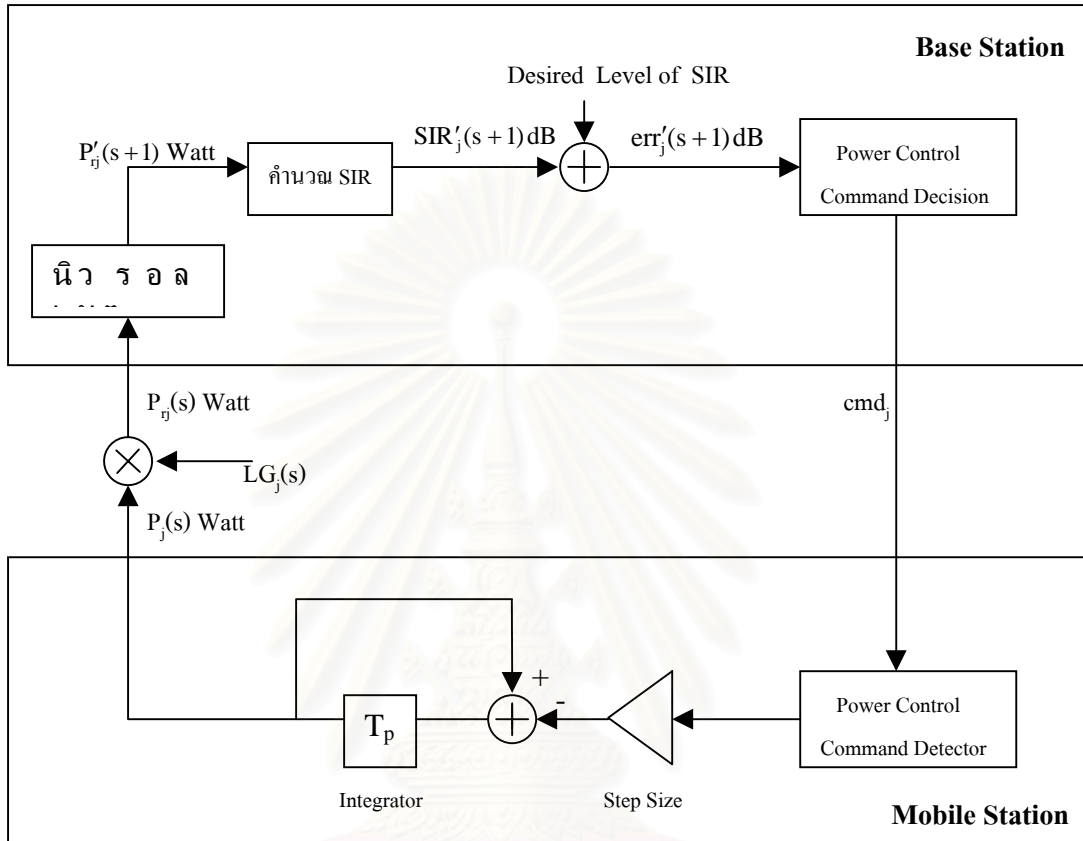 Base Station
Desired Level of SIR
P′rj(s+1) Watt
SIR′j(s+1) dB
err′j(s+1) dB
คำนวณ SIR
Power Control
Command Decision
นิว ร อ ล
Prj(s) Watt
cmdj
LGj(s)
Pj(s) Watt
+
-
Tp
Power Control
Command Detector
Integrator
Step Size
Mobile Station